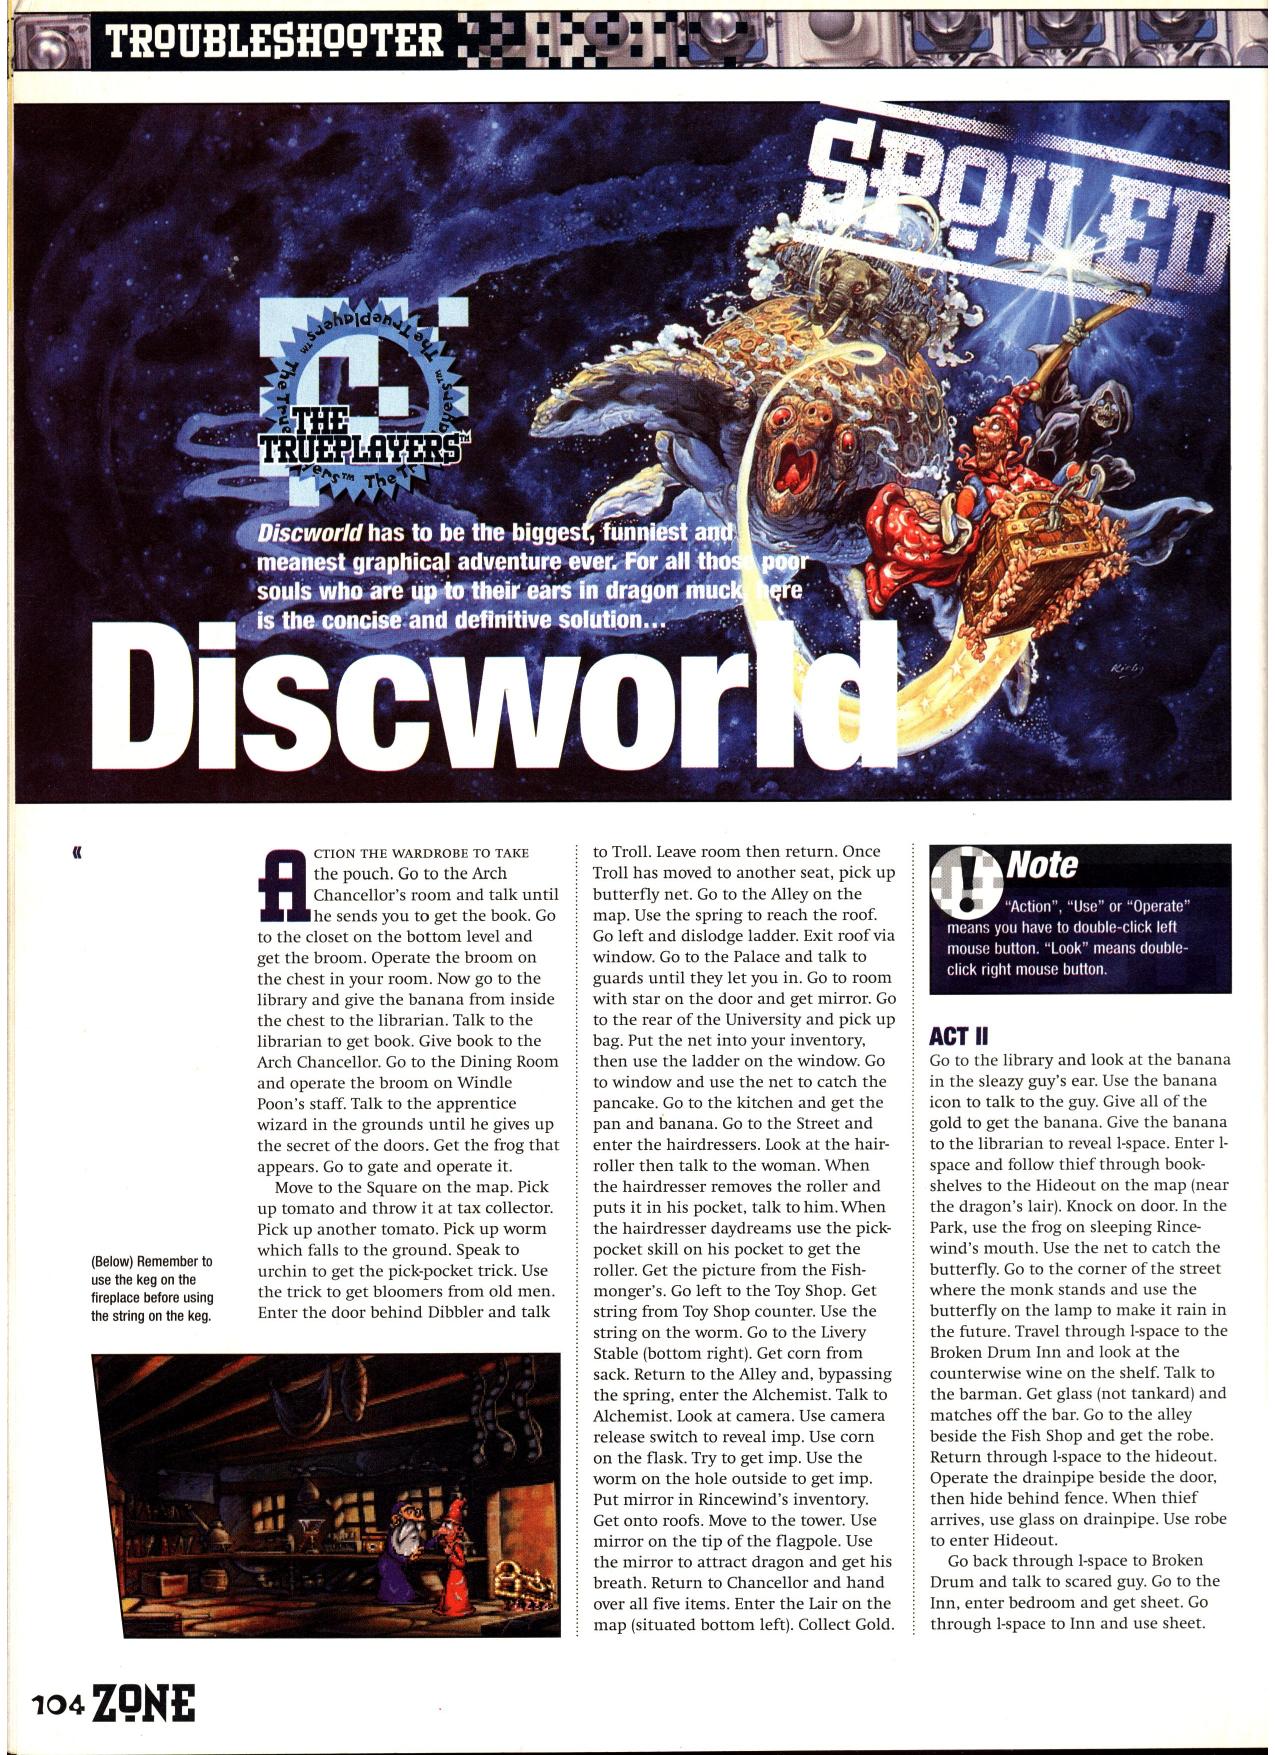 TROUBLESHOOTER
SPOILED
The Trueplayers™
THE
TRUEPLAYERS™
Discworld has to be the biggest, funniest and
meanest graphical adventure ever. For all those poor
souls who are up to their ears in dragon muck, here
is the concise and definitive solution...
Discworld
Kirby
«
ACTION THE WARDROBE TO TAKE
the pouch. Go to the Arch
Chancellor's room and talk until
he sends you to get the book. Go
to the closet on the bottom level and
get the broom. Operate the broom on
the chest in your room. Now go to the
library and give the banana from inside
the chest to the librarian. Talk to the
librarian to get book. Give book to the
Arch Chancellor. Go to the Dining Room
and operate the broom on Windle
Poon's staff. Talk to the apprentice
wizard in the grounds until he gives up
the secret of the doors. Get the frog that
appears. Go to gate and operate it.
Move to the Square on the map. Pick
up tomato and throw it at tax collector.
Pick up another tomato. Pick up worm
which falls to the ground. Speak to
urchin to get the pick-pocket trick. Use
the trick to get bloomers from old men.
Enter the door behind Dibbler and talk
(Below) Remember to
use the keg on the
fireplace before using
the string on the keg.
to Troll. Leave room then return. Once
Troll has moved to another seat, pick up
butterfly net. Go to the Alley on the
map. Use the spring to reach the roof.
Go left and dislodge ladder. Exit roof via
window. Go to the Palace and talk to
guards until they let you in. Go to room
with star on the door and get mirror. Go
to the rear of the University and pick up
bag. Put the net into your inventory,
then use the ladder on the window. Go
to window and use the net to catch the
pancake. Go to the kitchen and get the
pan and banana. Go to the Street and
enter the hairdressers. Look at the hair-
roller then talk to the woman. When
the hairdresser removes the roller and
puts it in his pocket, talk to him. When
the hairdresser daydreams use the pick-
pocket skill on his pocket to get the
roller. Get the picture from the Fish-
monger's. Go left to the Toy Shop. Get
string from Toy Shop counter. Use the
string on the worm. Go to the Livery
Stable (bottom right). Get corn from
sack. Return to the Alley and, bypassing
the spring, enter the Alchemist. Talk to
Alchemist. Look at camera. Use camera
release switch to reveal imp. Use corn
on the flask. Try to get imp. Use the
worm on the hole outside to get imp.
Put mirror in Rincewind's inventory.
Get onto roofs. Move to the tower. Use
mirror on the tip of the flagpole. Use
the mirror to attract dragon and get his
breath. Return to Chancellor and hand
over all five items. Enter the Lair on the
map (situated bottom left). Collect Gold.
! Note
"Action", "Use" or "Operate"
means you have to double-click left
mouse button. "Look" means double-
click right mouse button.
ACT II
Go to the library and look at the banana
in the sleazy guy's ear. Use the banana
icon to talk to the guy. Give all of the
gold to get the banana. Give the banana
to the librarian to reveal l-space. Enter l-
space and follow thief through book-
shelves to the Hideout on the map (near
the dragon's lair). Knock on door. In the
Park, use the frog on sleeping Rince-
wind's mouth. Use the net to catch the
butterfly. Go to the corner of the street
where the monk stands and use the
butterfly on the lamp to make it rain in
the future. Travel through l-space to the
Broken Drum Inn and look at the
counterwise wine on the shelf. Talk to
the barman. Get glass (not tankard) and
matches off the bar. Go to the alley
beside the Fish Shop and get the robe.
Return through l-space to the hideout.
Operate the drainpipe beside the door,
then hide behind fence. When thief
arrives, use glass on drainpipe. Use robe
to enter Hideout.
Go back through l-space to Broken
Drum and talk to scared guy. Go to the
Inn, enter bedroom and get sheet. Go
through l-space to Inn and use sheet.
104 ZONE